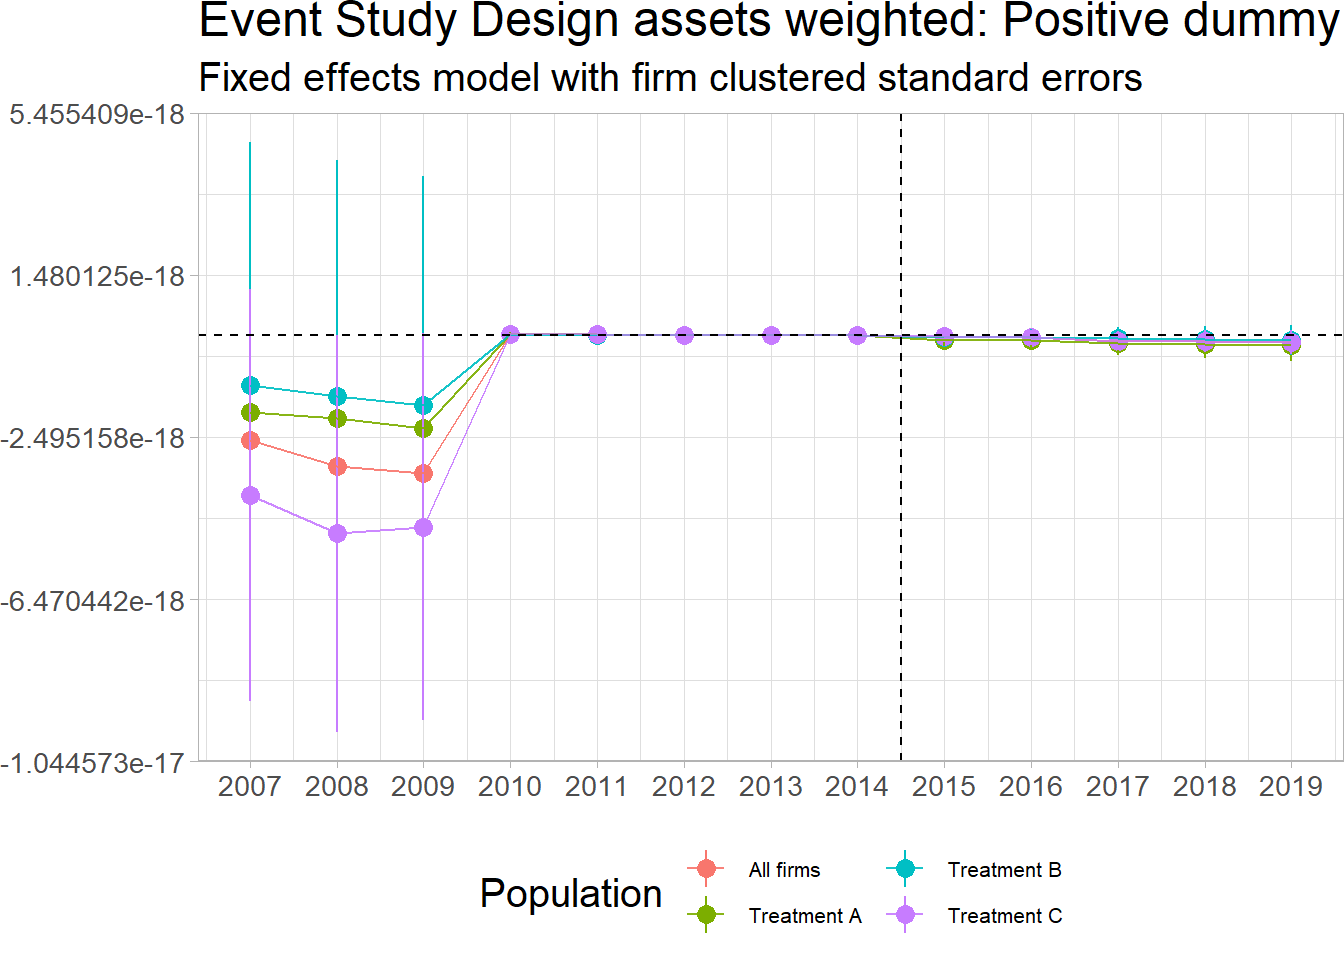 Event Study Design assets weighted: Positive dummy
Fixed effects model with firm clustered standard errors
5.455409e-18
1.480125e-18
-2.495158e-18
-6.470442e-18
-1.044573e-17
2007 2008 2009 2010 2011 2012 2013 2014 2015 2016 2017 2018 2019
Population
All firms
Treatment A
Treatment B
Treatment C